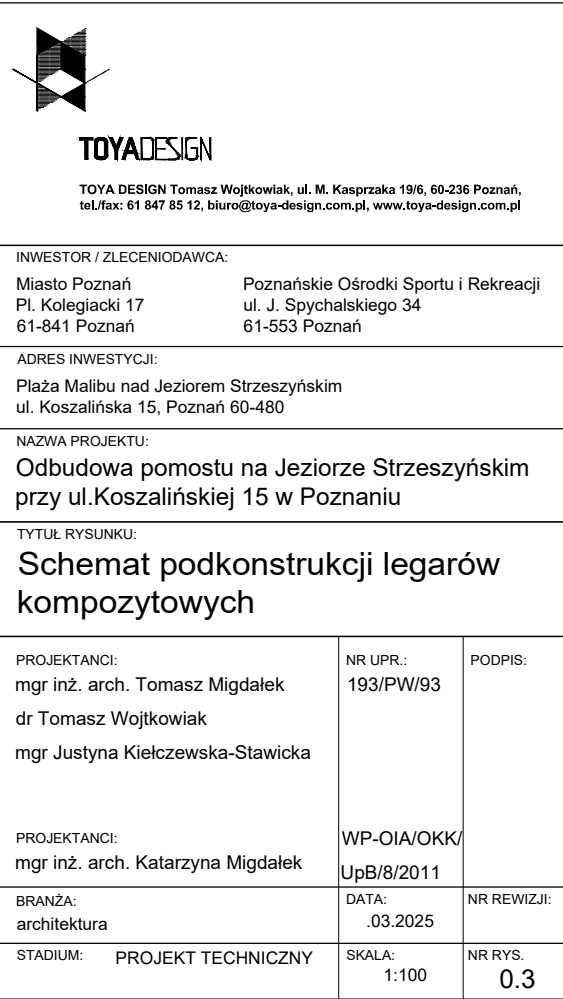 TOYADESIGN
TOYA DESIGN Tomasz Wojtkowiak, ul. M. Kasprzaka 19/6, 60-236 Poznań,
tel./fax: 61 847 85 12, biuro@toya-design.com.pl, www.toya-design.com.pl
INWESTOR / ZLECENIODAWCA:
Miasto Poznań
Pl. Kolegiacki 17
61-841 Poznań
Poznańskie Ośrodki Sportu i Rekreacji
ul. J. Spychalskiego 34
61-553 Poznań
ADRES INWESTYCJI:
Plaża Malibu nad Jeziorem Strzeszyńskim
ul. Koszalińska 15, Poznań 60-480
NAZWA PROJEKTU:
Odbudowa pomostu na Jeziorze Strzeszyńskim
przy ul.Koszalińskiej 15 w Poznaniu
TYTUŁ RYSUNKU:
Schemat podkonstrukcji legarów
kompozytowych
PROJEKTANCI:
mgr inż. arch. Tomasz Migdałek
dr Tomasz Wojtkowiak
mgr Justyna Kiełczewska-Stawicka
NR UPR.:
193/PW/93
PODPIS:
PROJEKTANCI:
mgr inż. arch. Katarzyna Migdałek
WP-OIA/OKK/
UpB/8/2011
BRANŻA:
architektura
DATA:
.03.2025
NR REWIZJI:
STADIUM: PROJEKT TECHNICZNY
SKALA:
1:100
NR RYS.
0.3